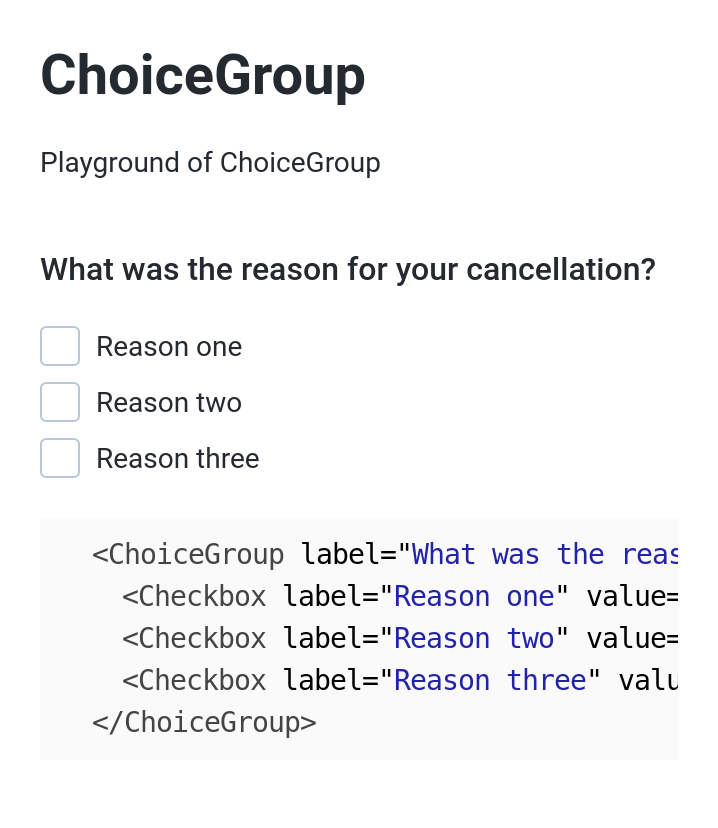 ChoiceGroup
Playground of ChoiceGroup
What was the reason for your cancellation?
Reason one
Reason two
Reason three
<ChoiceGroup label="What was the reas
<Checkbox label="Reason one" value=
<Checkbox label="Reason two" value=
<Checkbox label="Reason three" valu
</ChoiceGroup>